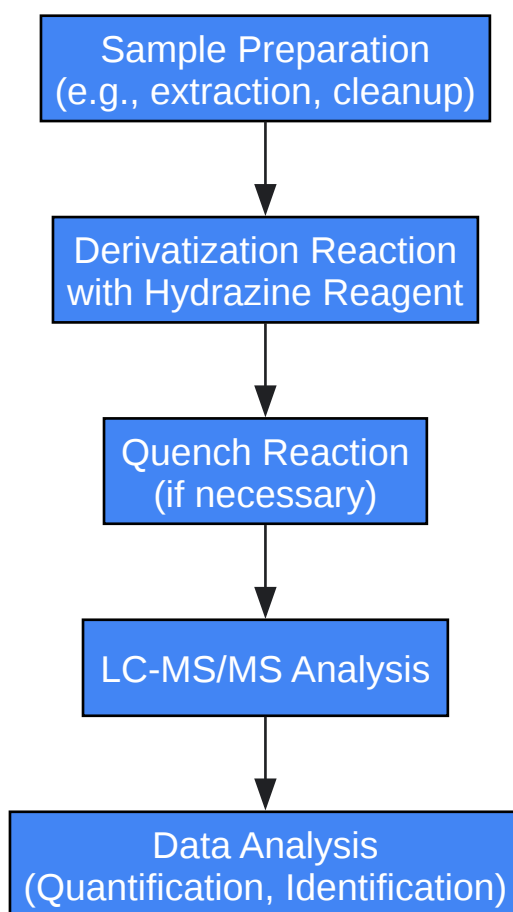 Sample Preparation
(e.g., extraction, cleanup)
Derivatization Reaction
with Hydrazine Reagent
Quench Reaction
(if necessary)
LC-MS/MS Analysis
Data Analysis
(Quantification, Identification)